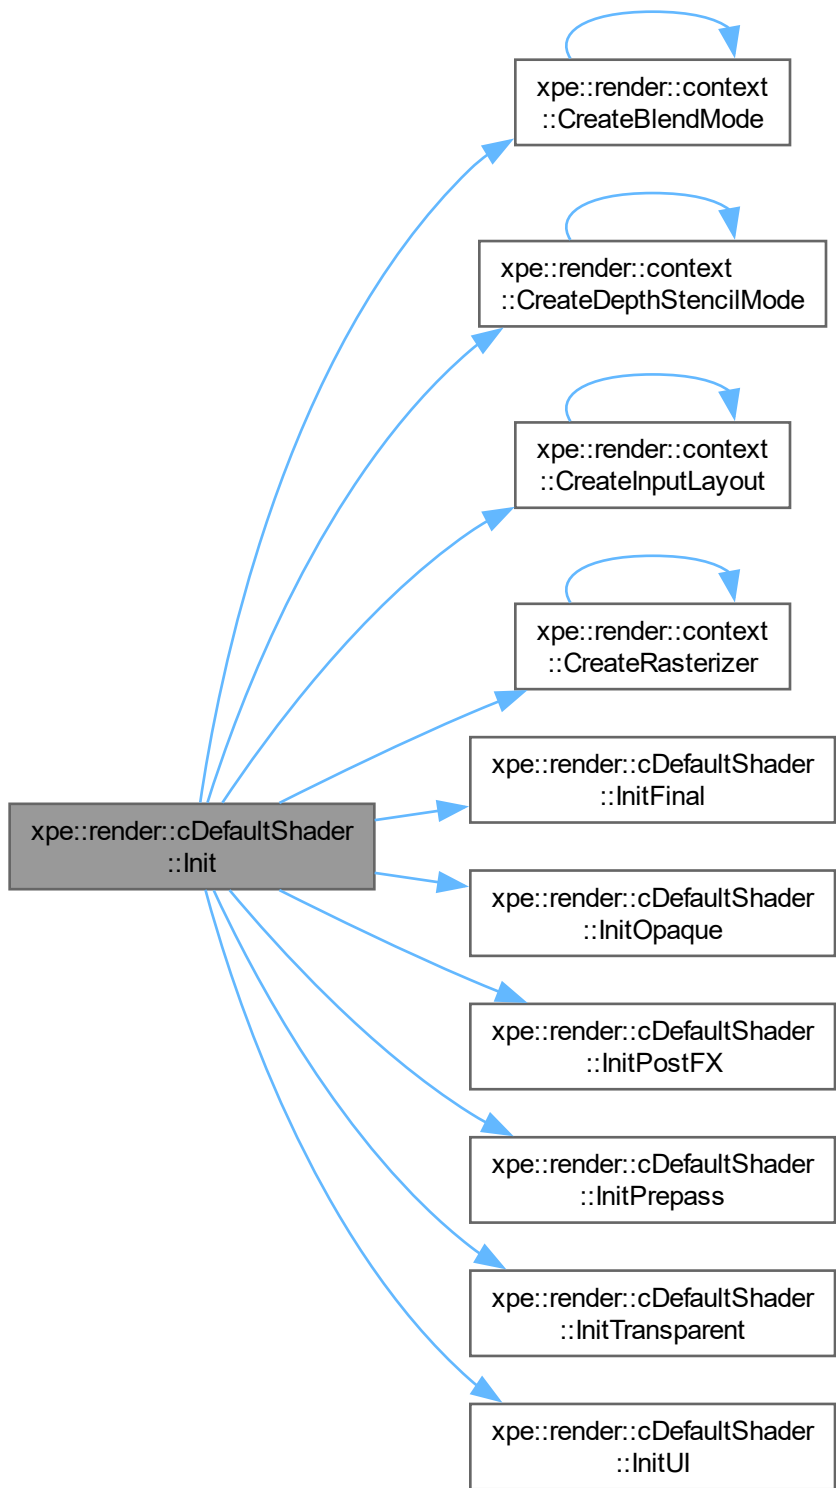 xpe::render::context
::CreateBlendMode
xpe::render::context
::CreateDepthStencilMode
xpe::render::context
::CreateInputLayout
xpe::render::context
::CreateRasterizer
xpe::render::cDefaultShader
::InitFinal
xpe::render::cDefaultShader
::Init
xpe::render::cDefaultShader
::InitOpaque
xpe::render::cDefaultShader
::InitPostFX
xpe::render::cDefaultShader
::InitPrepass
xpe::render::cDefaultShader
::InitTransparent
xpe::render::cDefaultShader
::InitUI